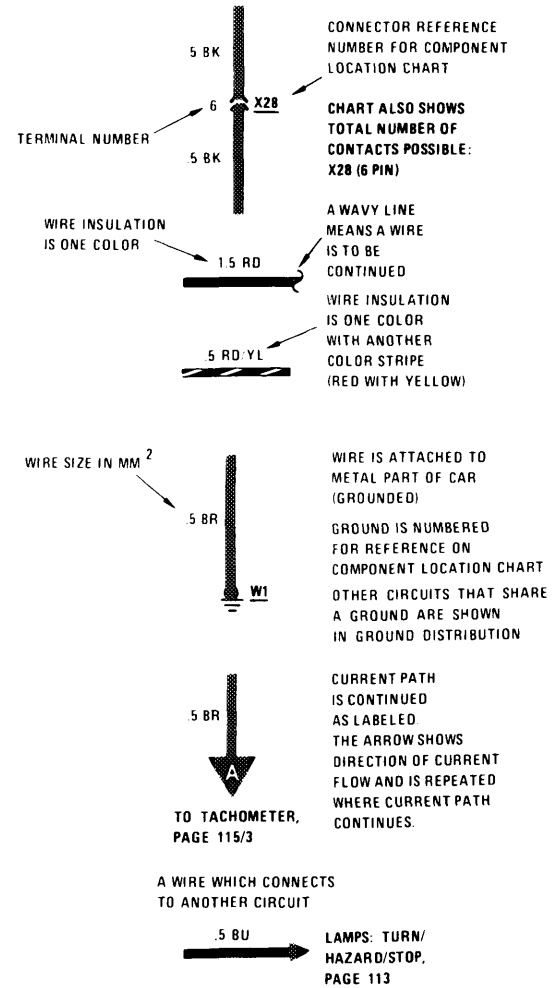 CONNECTOR REFERENCE
NUMBER FOR COMPONENT
LOCATION CHART
.5 BK
6
X28
TERMINAL NUMBER
.5 BK
CHART ALSO SHOWS
TOTAL NUMBER OF
CONTACTS POSSIBLE:
X28 (6 PIN)
WIRE INSULATION
IS ONE COLOR
1.5 RD
A WAVY LINE
MEANS A WIRE
IS TO BE
CONTINUED
.5 RD/YL
WIRE INSULATION
IS ONE COLOR
WITH ANOTHER
COLOR STRIPE
(RED WITH YELLOW)
WIRE SIZE IN MM 2
.5 BR
W1
WIRE IS ATTACHED TO
METAL PART OF CAR
(GROUNDED)
GROUND IS NUMBERED
FOR REFERENCE ON
COMPONENT LOCATION CHART
OTHER CIRCUITS THAT SHARE
A GROUND ARE SHOWN
IN GROUND DISTRIBUTION
.5 BR
A
TO TACHOMETER,
PAGE 115/3
CURRENT PATH
IS CONTINUED
AS LABELED.
THE ARROW SHOWS
DIRECTION OF CURRENT
FLOW AND IS REPEATED
WHERE CURRENT PATH
CONTINUES.
A WIRE WHICH CONNECTS
TO ANOTHER CIRCUIT
.5 BU
LAMPS: TURN/
HAZARD/STOP,
PAGE 113